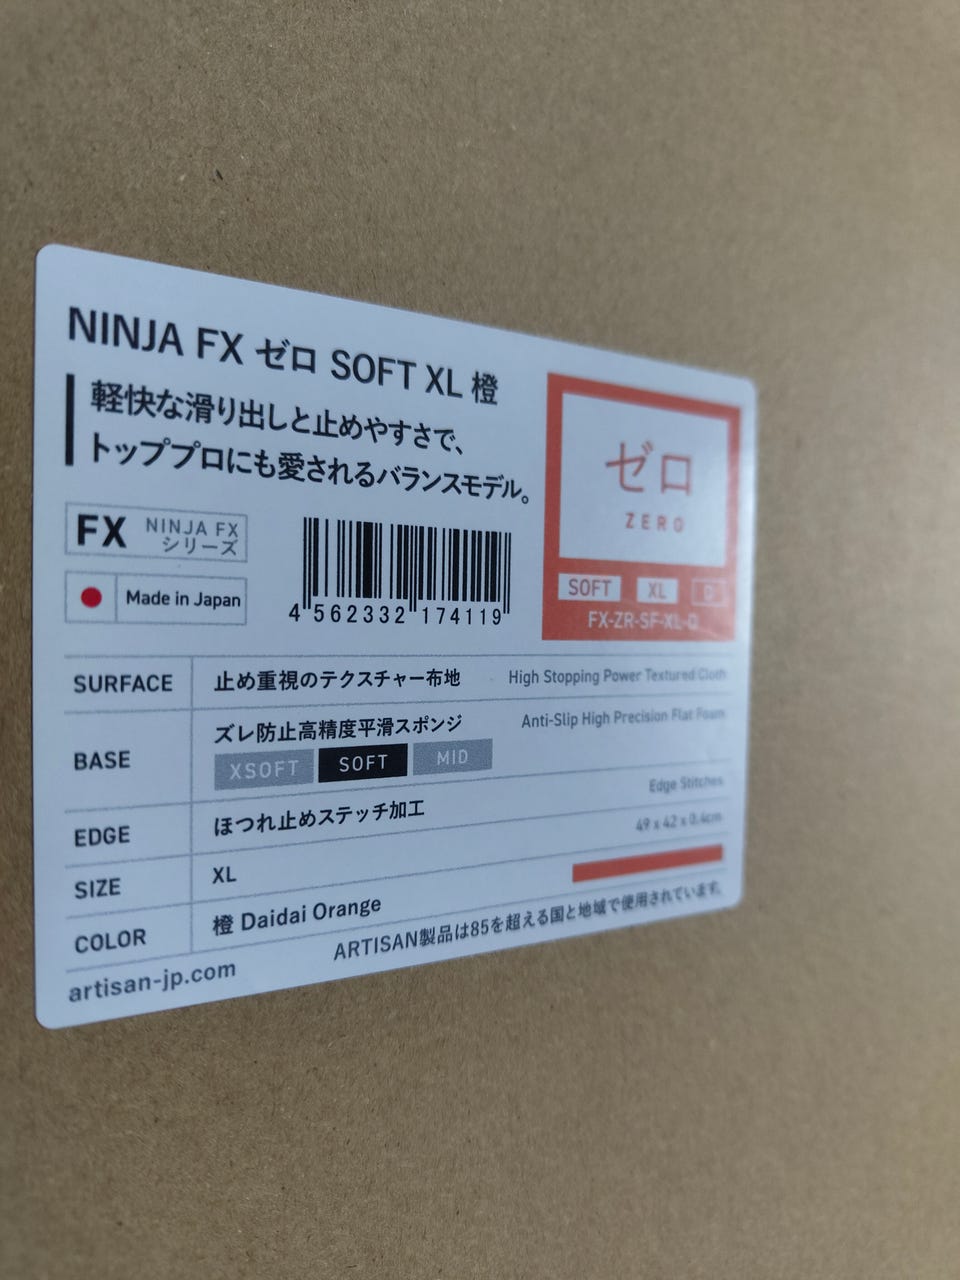 NINJA FX ゼロ SOFT XL 橙
軽快な滑り出しと止めやすさで、
トッププロにも愛されるバランスモデル。
ゼロ
ZERO
SOFT XL D
FX-ZR-SF-XL-D
FX NINJA FX
シリーズ
Made in Japan
4 562332 174119
SURFACE 止め重視のテクスチャー布地 High Stopping Power Textured Cloth
BASE ズレ防止高精度平滑スポンジ Anti-Slip High Precision Flat Foam
XSOFT SOFT MID
EDGE ほつれ止めステッチ加工 Edge Stitches
SIZE XL 49 x 42 x 0.4cm
COLOR 橙 Daidai Orange
artisan-jp.com ARTISAN製品は85を超える国と地域で使用されています。